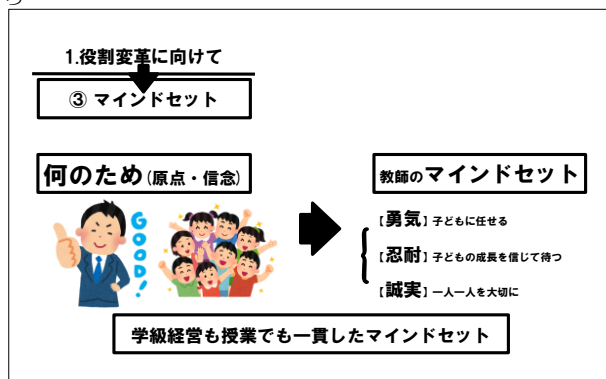 1.役割変革に向けて
③ マインドセット
何のため(原点・信念)
GOOD!
教師のマインドセット
【勇気】子どもに任せる
【忍耐】子どもの成長を信じて待つ
【誠実】一人一人を大切に
学級経営も授業でも一貫したマインドセット